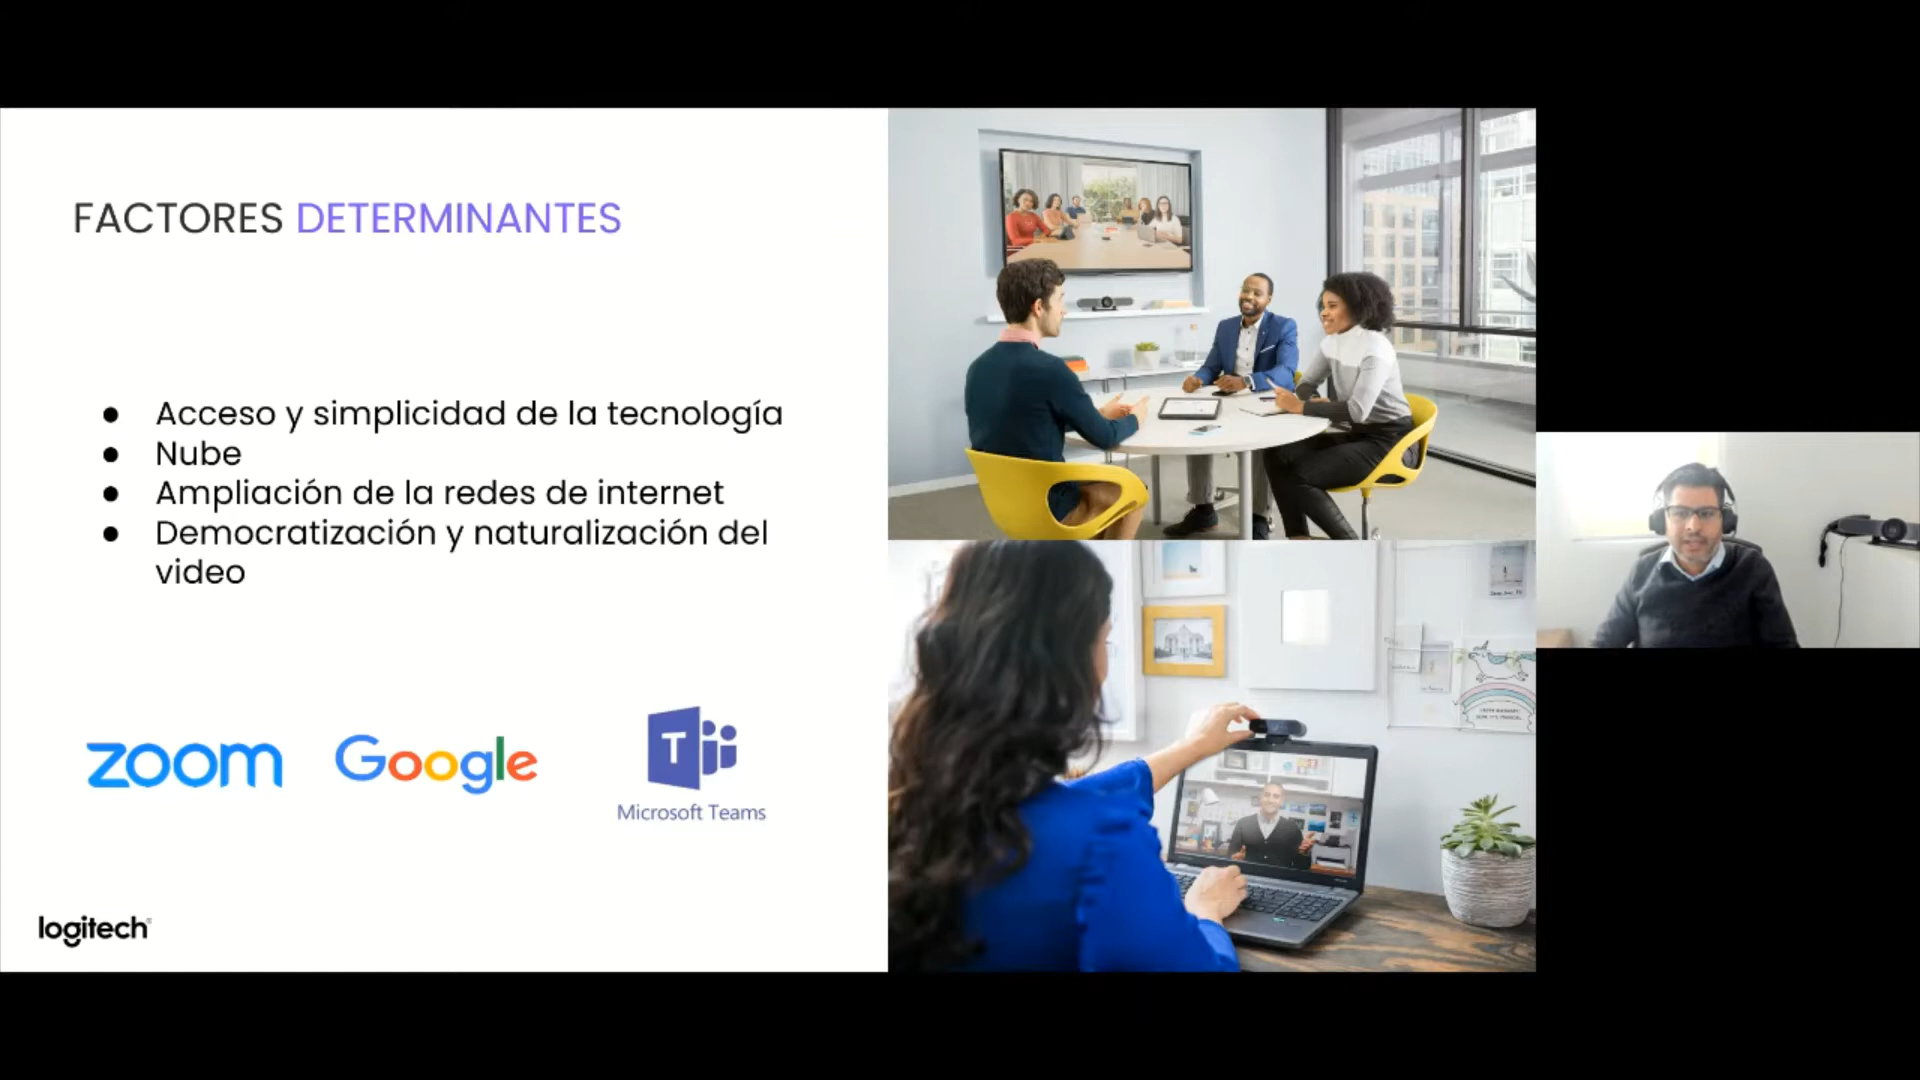 FACTORES DETERMINANTES
● Acceso y simplicidad de la tecnología
● Nube
● Ampliación de la redes de internet
● Democratización y naturalización del
video
zoom
Google
Microsoft Teams
logitech